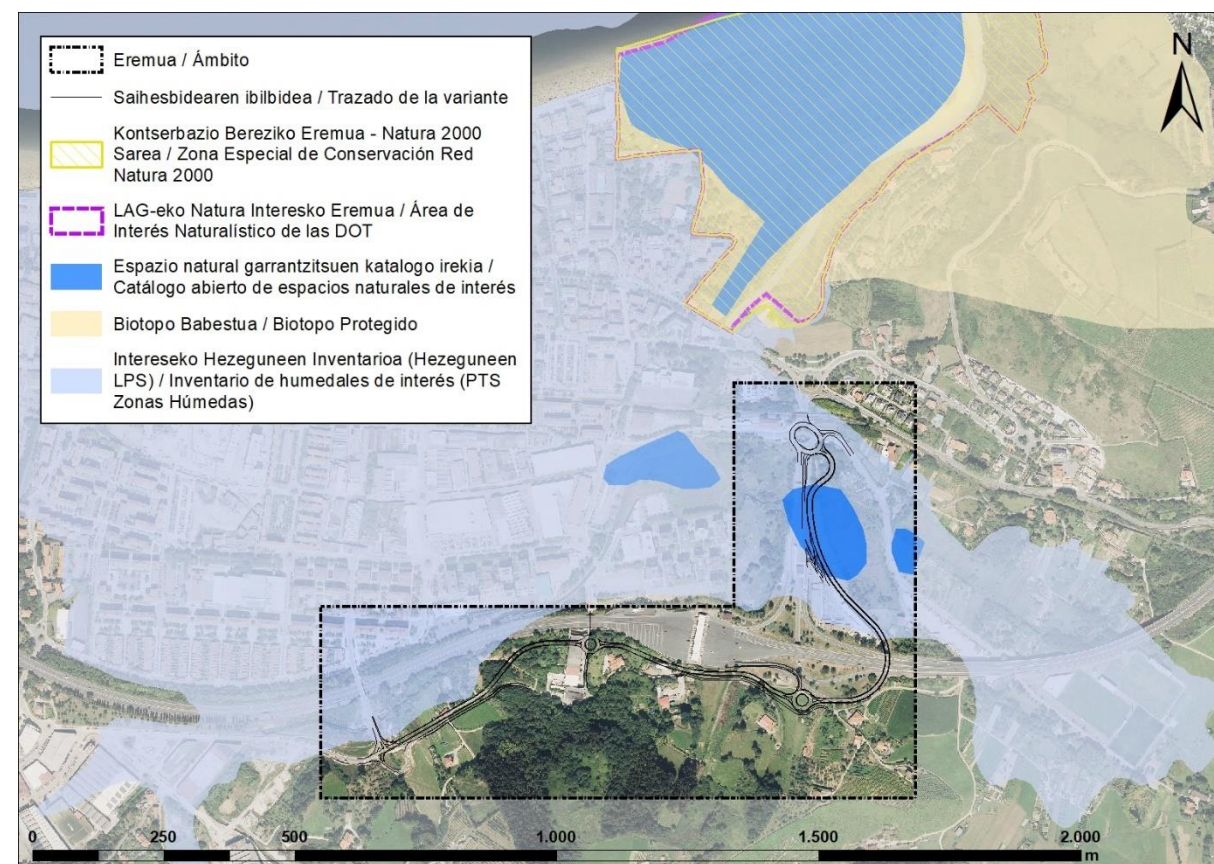 Eremua / Ámbito
Saihesbidearen ibilbidea / Trazado de la variante
Kontserbazio Bereziko Eremua - Natura 2000
Sarea / Zona Especial de Conservación Red
Natura 2000
LAG-eko Natura Interesko Eremua / Área de
Interés Naturalístico de las DOT
Espazio natural garrantzitsuen katalogo irekia /
Catálogo abierto de espacios naturales de interés
Biotopo Babestua / Biotopo Protegido
Intereseko Hezeguneen Inventarioa (Hezeguneen
LPS) / Inventario de humedales de interés (PTS
Zonas Húmedas)
N
0 250 500 1.000 1.500 2.000
m